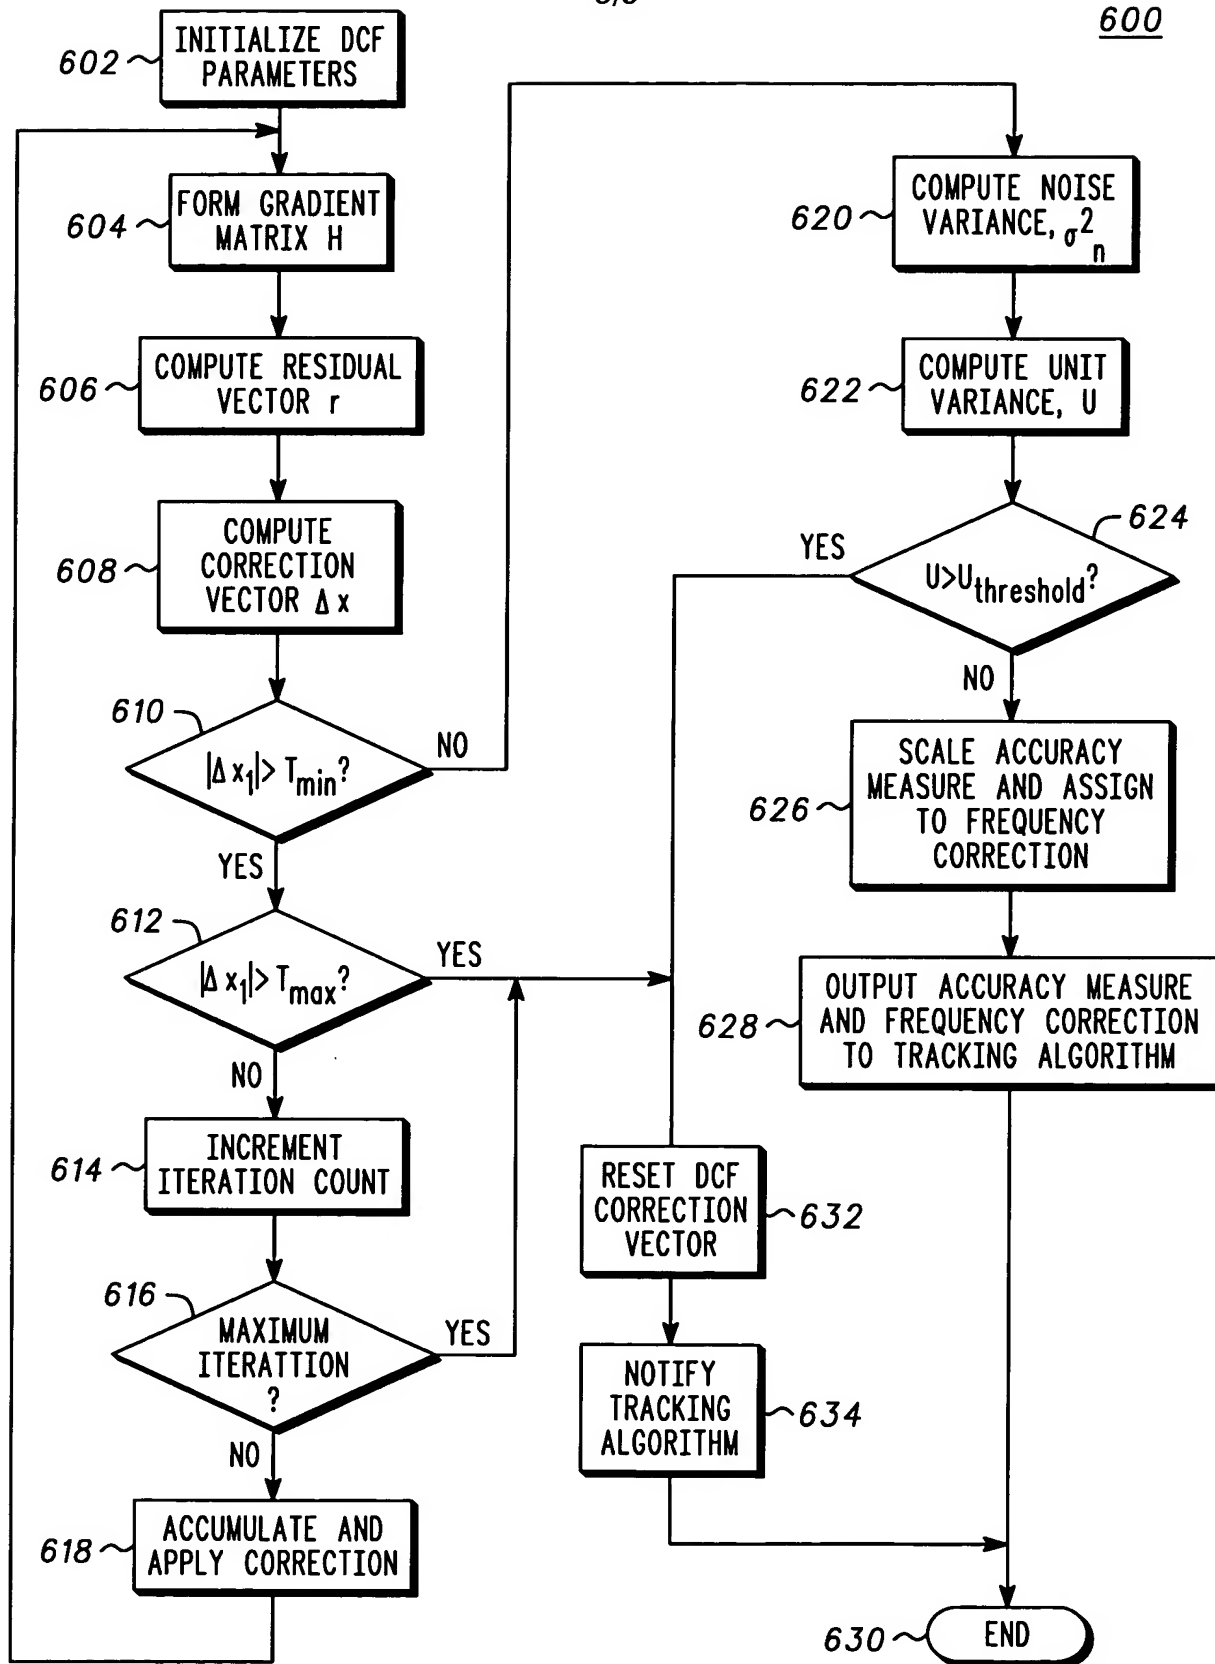 600
602
INITIALIZE DCF
PARAMETERS
604
FORM GRADIENT
MATRIX H
606
COMPUTE RESIDUAL
VECTOR r
608
COMPUTE
CORRECTION
VECTOR Δx
610
|Δx₁|> Tmin?
NO
YES
612
|Δx₁|> Tmax?
YES
NO
614
INCREMENT
ITERATION COUNT
616
MAXIMUM
ITERATTION
?
YES
NO
618
ACCUMULATE AND
APPLY CORRECTION
620
COMPUTE NOISE
VARIANCE, σ²n
622
COMPUTE UNIT
VARIANCE, U
624
U>Uthreshold?
YES
NO
626
SCALE ACCURACY
MEASURE AND ASSIGN
TO FREQUENCY
CORRECTION
628
OUTPUT ACCURACY MEASURE
AND FREQUENCY CORRECTION
TO TRACKING ALGORITHM
RESET DCF
CORRECTION
VECTOR
632
NOTIFY
TRACKING
ALGORITHM
634
630
END